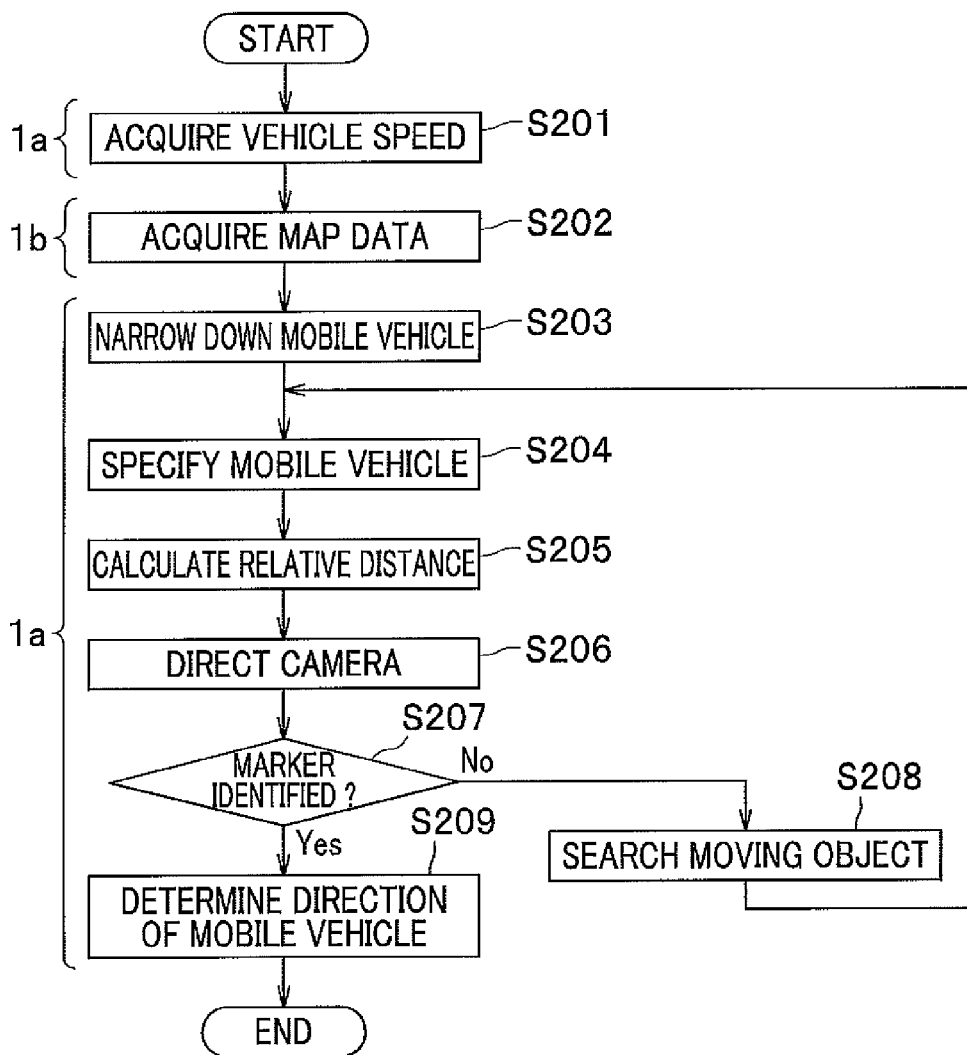 START
1a
ACQUIRE VEHICLE SPEED
S201
1b
ACQUIRE MAP DATA
S202
NARROW DOWN MOBILE VEHICLE
S203
SPECIFY MOBILE VEHICLE
S204
CALCULATE RELATIVE DISTANCE
S205
1a
DIRECT CAMERA
S206
MARKER
IDENTIFIED ?
S207
No
Yes
S208
SEARCH MOVING OBJECT
S209
DETERMINE DIRECTION
OF MOBILE VEHICLE
END